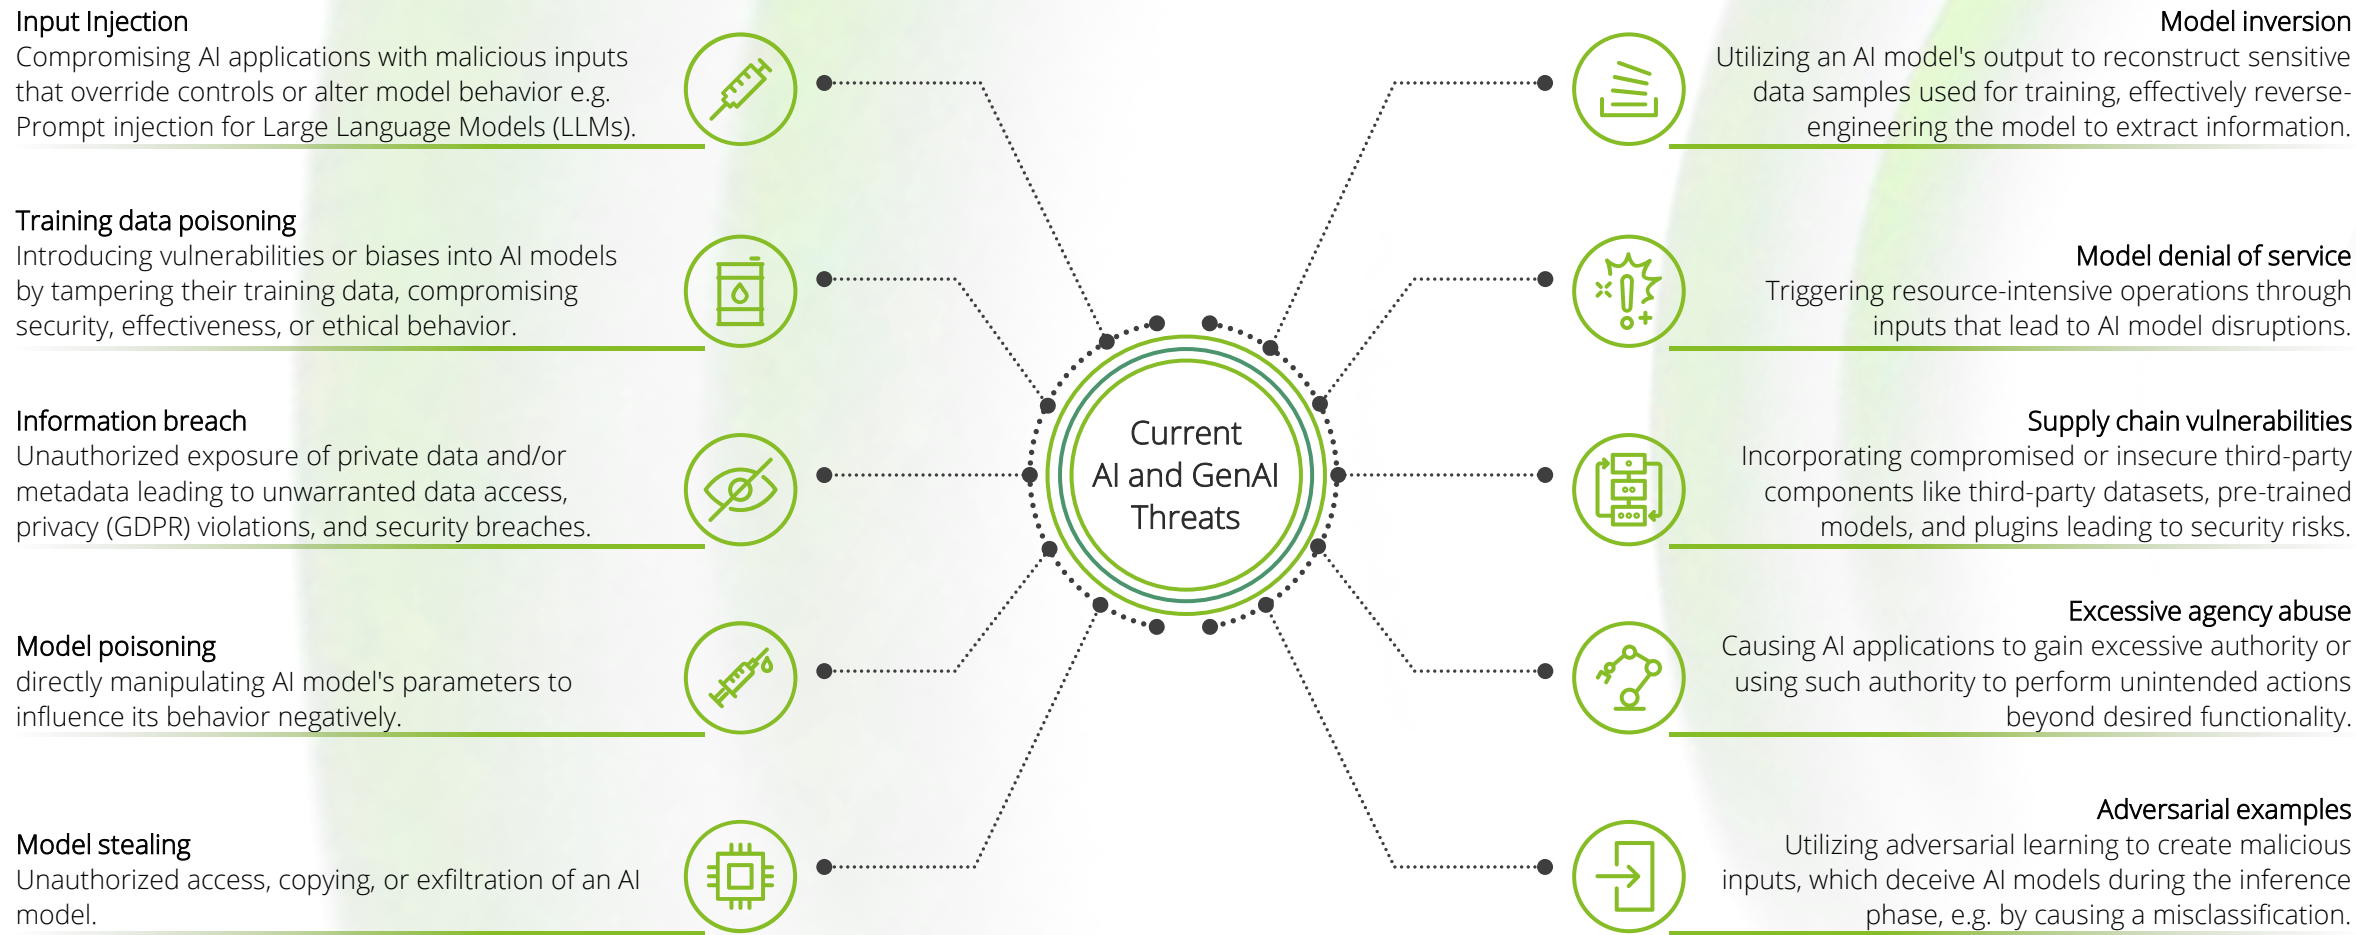 Input Injection
Compromising AI applications with malicious inputs
that override controls or alter model behavior e.g.
Prompt injection for Large Language Models (LLMs).
Training data poisoning
Introducing vulnerabilities or biases into AI models
by tampering their training data, compromising
security, effectiveness, or ethical behavior.
Information breach
Unauthorized exposure of private data and/or
metadata leading to unwarranted data access,
privacy (GDPR) violations, and security breaches.
Model poisoning
directly manipulating AI model's parameters to
influence its behavior negatively.
Model stealing
Unauthorized access, copying, or exfiltration of an AI
model.
Current
AI and GenAI
Threats
Model inversion
Utilizing an AI model's output to reconstruct sensitive
data samples used for training, effectively reverse-
engineering the model to extract information.
Model denial of service
Triggering resource-intensive operations through
inputs that lead to AI model disruptions.
Supply chain vulnerabilities
Incorporating compromised or insecure third-party
components like third-party datasets, pre-trained
models, and plugins leading to security risks.
Excessive agency abuse
Causing AI applications to gain excessive authority or
using such authority to perform unintended actions
beyond desired functionality.
Adversarial examples
Utilizing adversarial learning to create malicious
inputs, which deceive AI models during the inference
phase, e.g. by causing a misclassification.